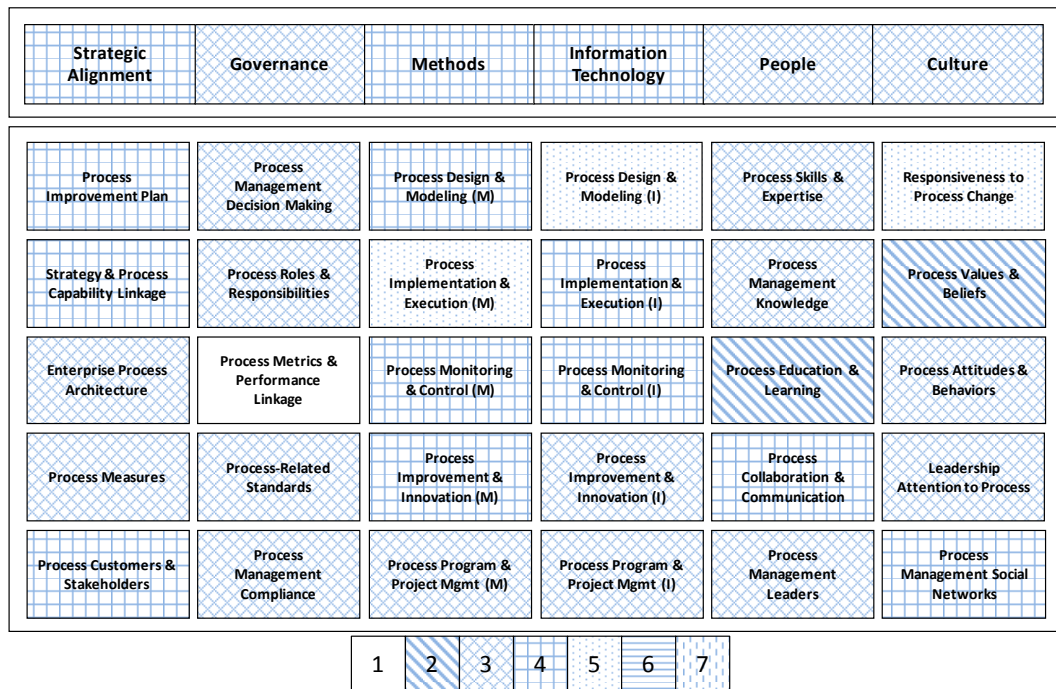 Strategic
Alignment
Governance
Methods
Information
Technology
People
Culture
Process
Improvement Plan
Process
Management
Decision Making
Process Design &
Modeling (M)
Process Design &
Modeling (I)
Process Skills &
Expertise
Responsiveness to
Process Change
Strategy & Process
Capability Linkage
Process Roles &
Responsibilities
Process
Implementation &
Execution (M)
Process
Implementation &
Execution (I)
Process
Management
Knowledge
Process Values &
Beliefs
Enterprise Process
Architecture
Process Metrics &
Performance
Linkage
Process Monitoring
& Control (M)
Process Monitoring
& Control (I)
Process Education &
Learning
Process Attitudes &
Behaviors
Process Measures
Process-Related
Standards
Process
Improvement &
Innovation (M)
Process
Improvement &
Innovation (I)
Process
Collaboration &
Communication
Leadership
Attention to Process
Process Customers &
Stakeholders
Process
Management
Compliance
Process Program &
Project Mgmt (M)
Process Program &
Project Mgmt (I)
Process
Management
Leaders
Process
Management Social
Networks
1 2 3 4 5 6 7